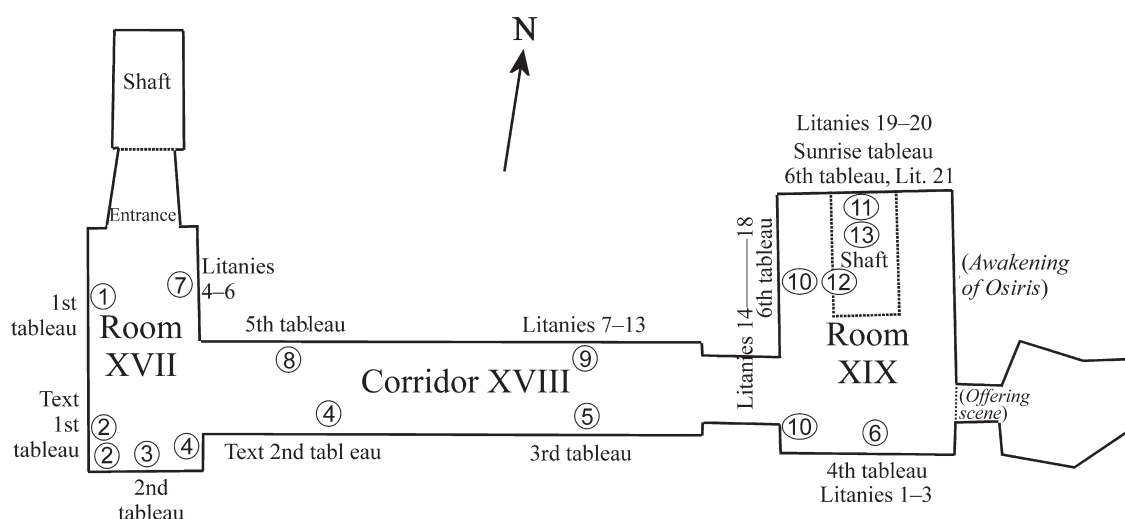 N
Shaft
Entrance
Litanies
4–6
7
1
1st
tableau
Room
XVII
Text
1st
tableau
2
2
3
4
2nd
tableau
5th tableau
8
Litanies 7–13
9
Corridor XVIII
4
5
Text 2nd tabl eau
3rd tableau
Litanies 14——18
6th tableau
Litanies 19–20
Sunrise tableau
6th tableau, Lit. 21
11
13
Shaft
10
12
Room
XIX
10
6
4th tableau
Litanies 1–3
(Awakening
of Osiris)
(Offering
scene)